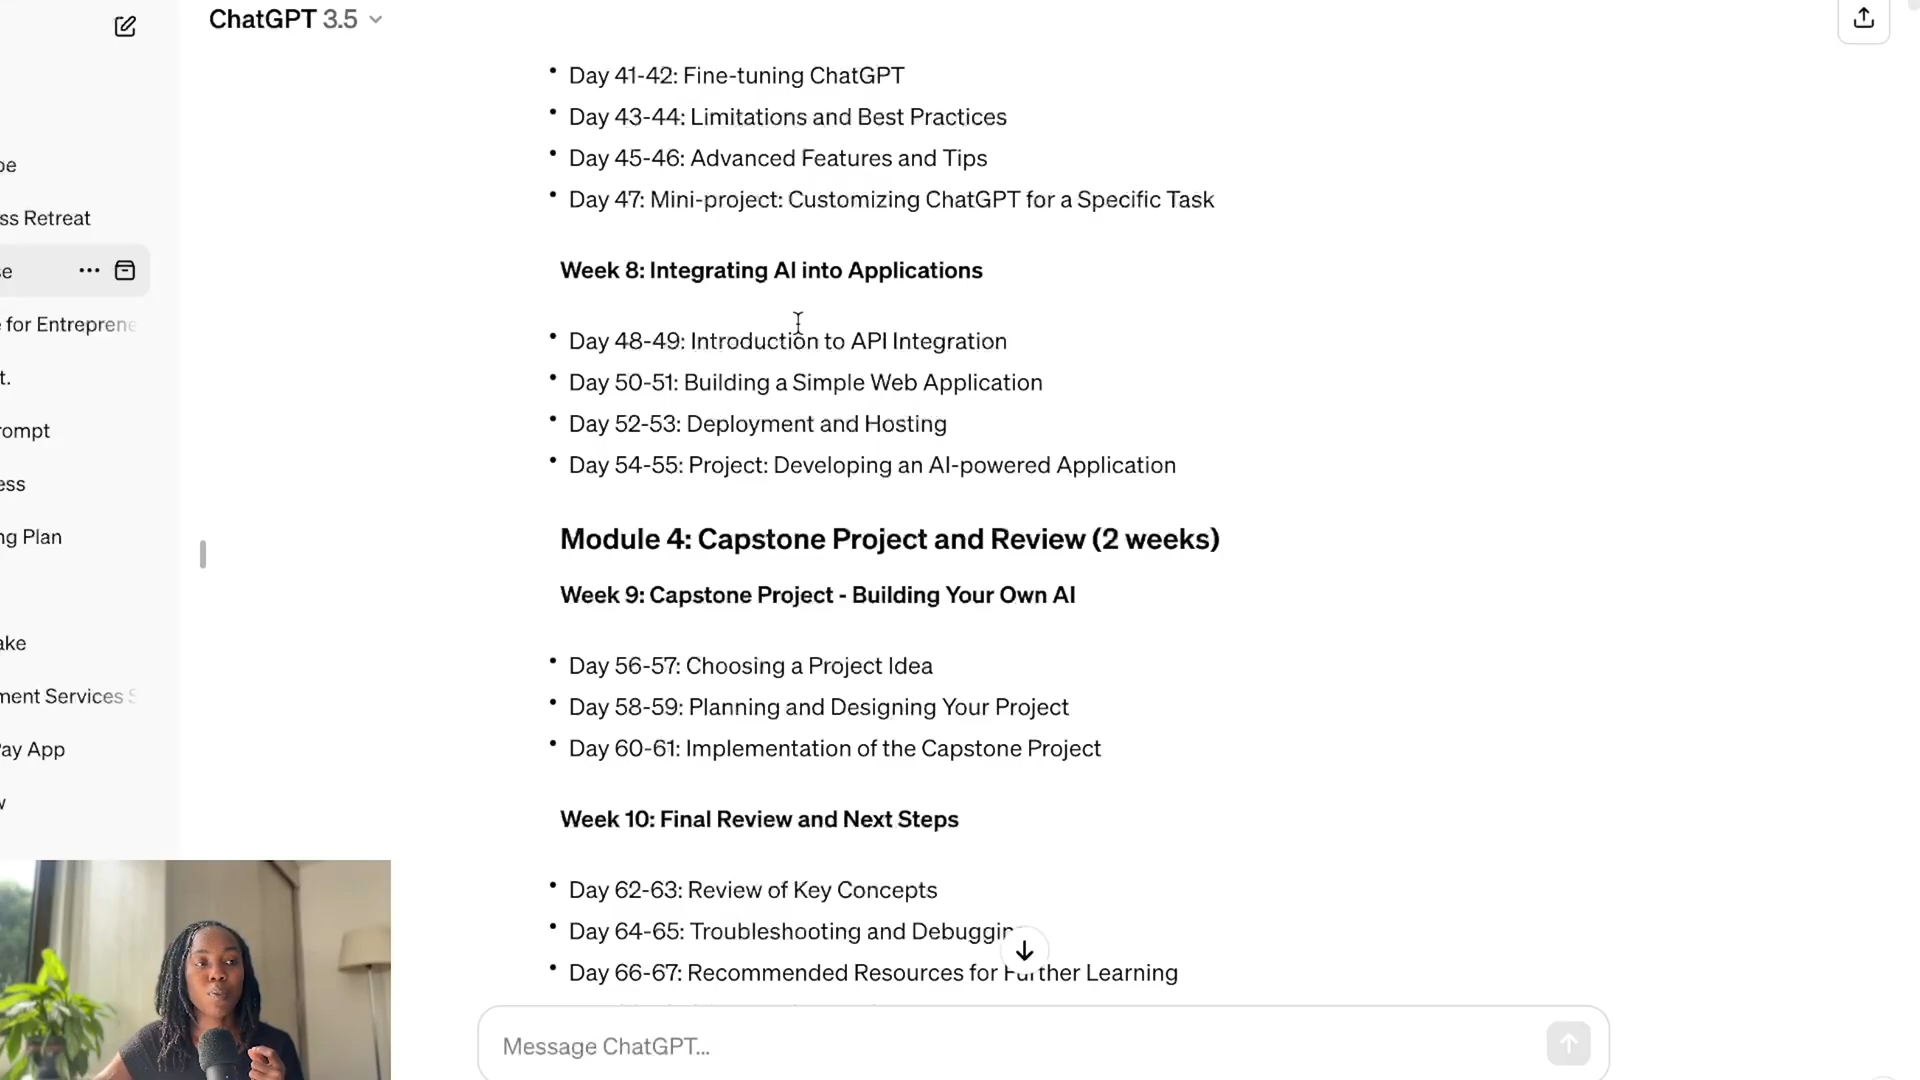 ChatGPT 3.5
Day 41-42: Fine-tuning ChatGPT
Day 43-44: Limitations and Best Practices
Day 45-46: Advanced Features and Tips
Day 47: Mini-project: Customizing ChatGPT for a Specific Task
Week 8: Integrating AI into Applications
Day 48-49: Introduction to API Integration
Day 50-51: Building a Simple Web Application
Day 52-53: Deployment and Hosting
Day 54-55: Project: Developing an AI-powered Application
Module 4: Capstone Project and Review (2 weeks)
Week 9: Capstone Project - Building Your Own AI
Day 56-57: Choosing a Project Idea
Day 58-59: Planning and Designing Your Project
Day 60-61: Implementation of the Capstone Project
Week 10: Final Review and Next Steps
Day 62-63: Review of Key Concepts
Day 64-65: Troubleshooting and Debuggin
Day 66-67: Recommended Resources for Further Learning
Message ChatGPT...
pe
ss Retreat
se
for Entreprene
t.
rompt
ess
ng Plan
ake
ment Services S
Pay App
w